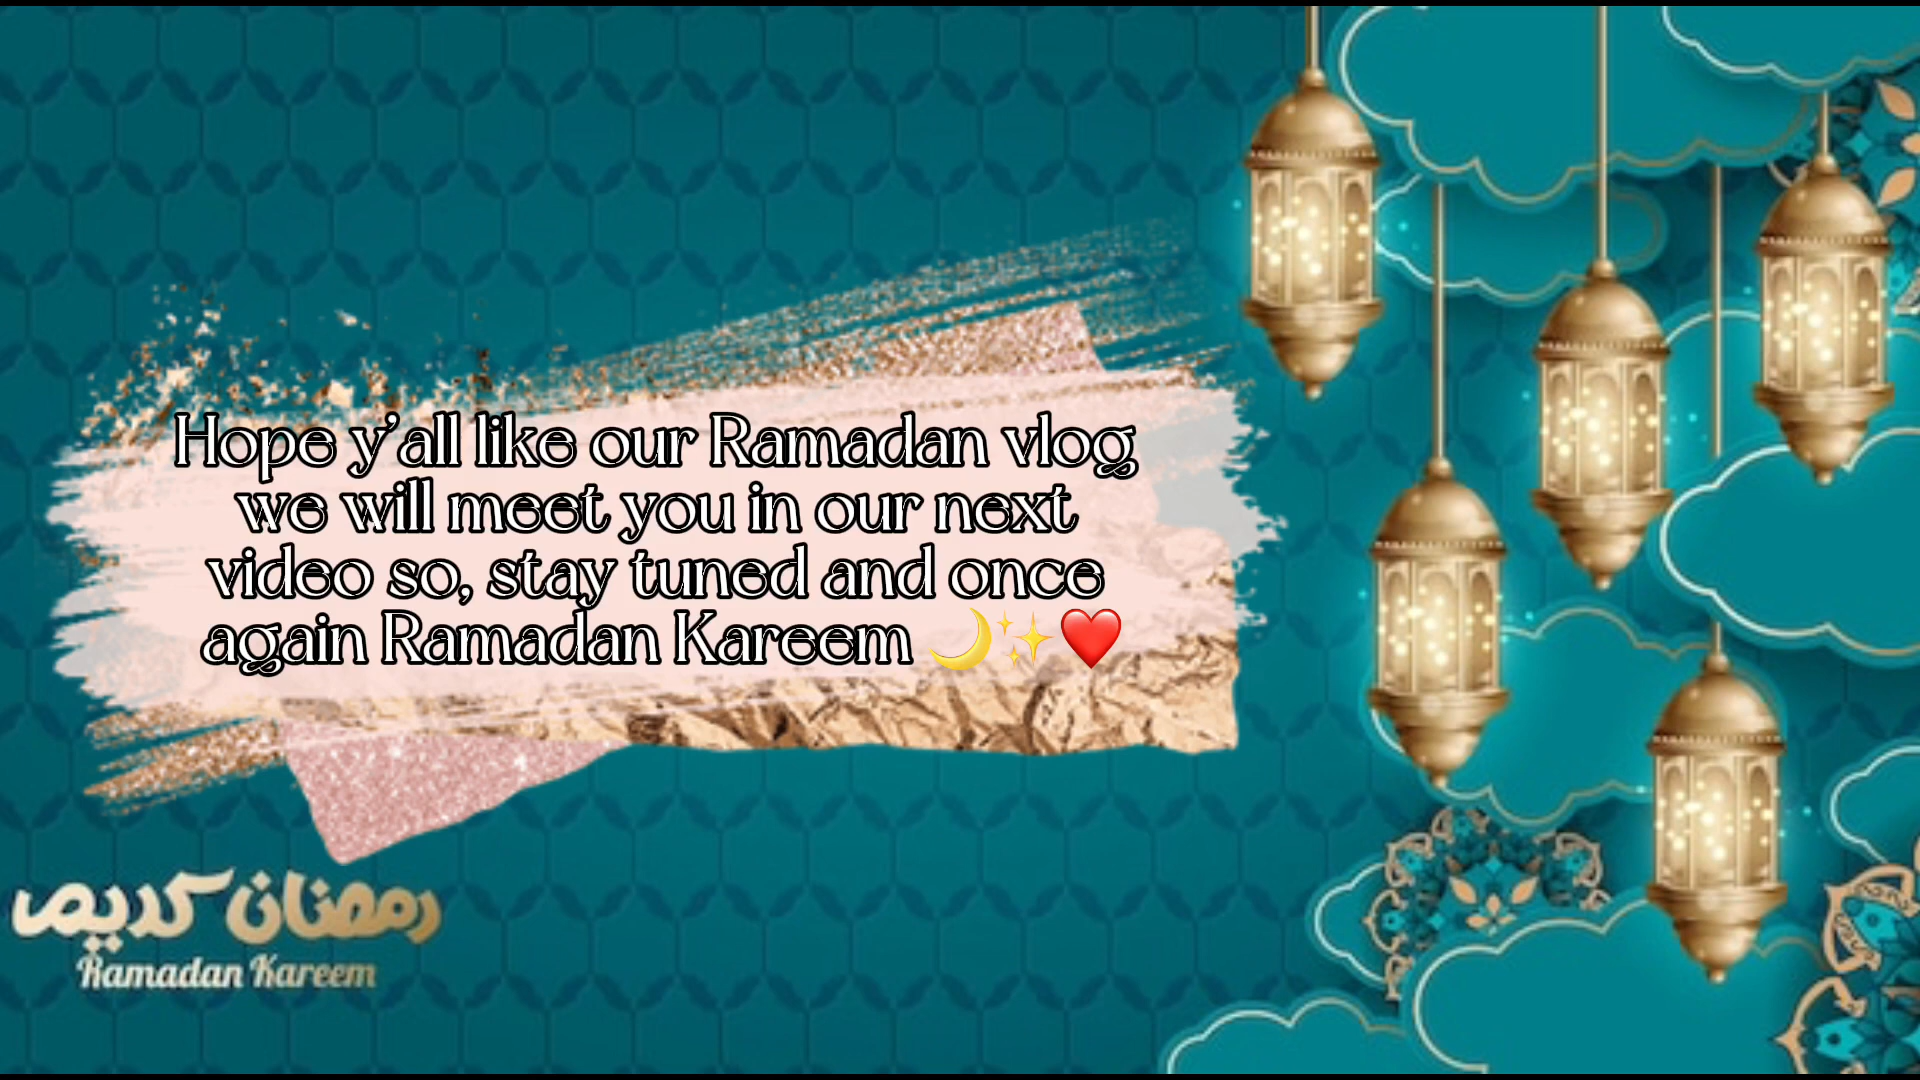 Hope y'all like our Ramadan vlog
we will meet you in our next
video so, stay tuned and once
again Ramadan Kareem 🌙✨❤️
رمضان كريم
Ramadan Kareem